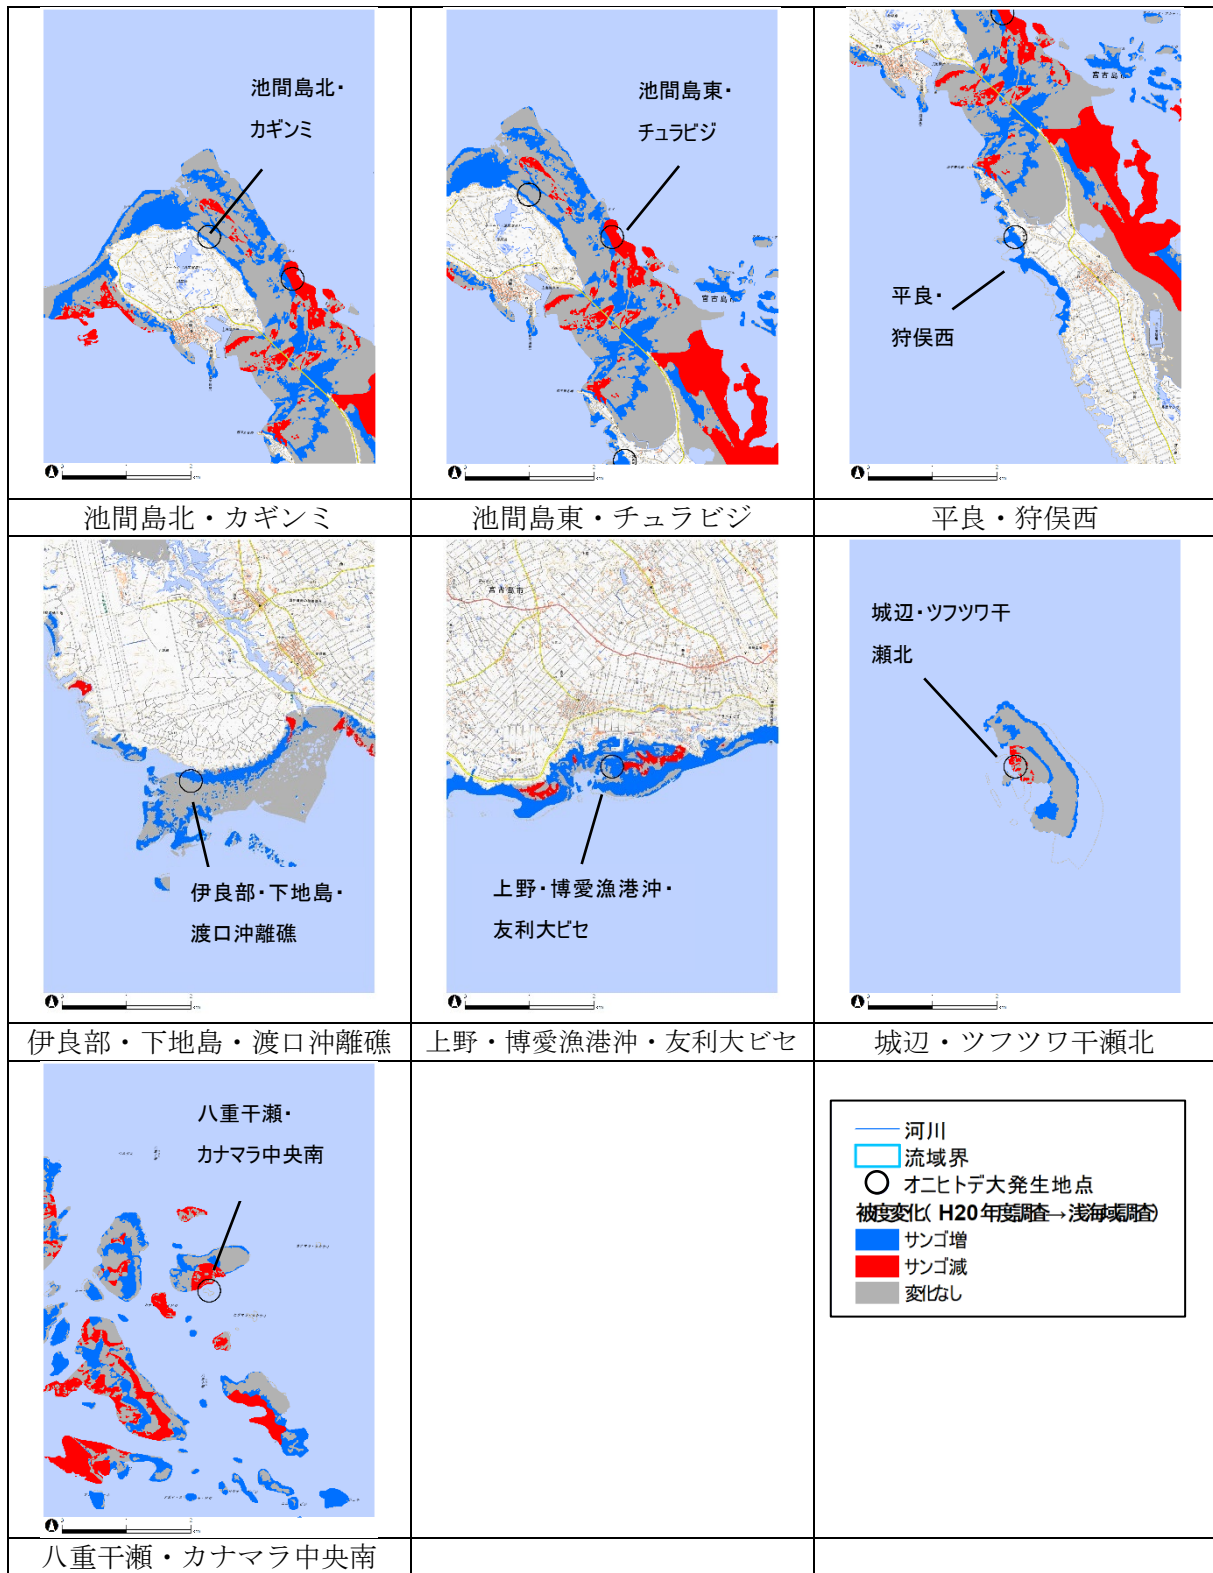 池間島北・
カギンミ
池間島東・
チュラビジ
宮古島市
平良・
狩俣西
池間島北・カギンミ
池間島東・チュラビジ
平良・狩俣西
伊良部・下地島・
渡口沖離礁
宮古島市
上野・博愛漁港沖・
友利大ビセ
城辺・ツフツワ干
瀬北
伊良部・下地島・渡口沖離礁
上野・博愛漁港沖・友利大ビセ
城辺・ツフツワ干瀬北
八重干瀬・
カナマラ中央南
河川
流域界
オニヒトデ大発生地点
被度変化( H20年度調査→浅海域調査)
サンゴ増
サンゴ減
変化なし
八重干瀬・カナマラ中央南